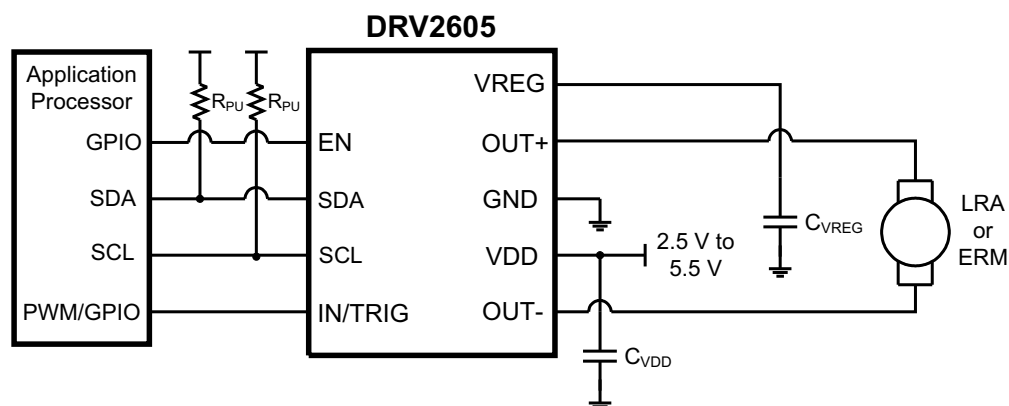 DRV2605
Application
Processor
GPIO
SDA
SCL
PWM/GPIO
RPU
RPU
EN
SDA
SCL
IN/TRIG
VREG
OUT+
GND
VDD
OUT-
2.5 V to
5.5 V
CVREG
CVDD
LRA
or
ERM